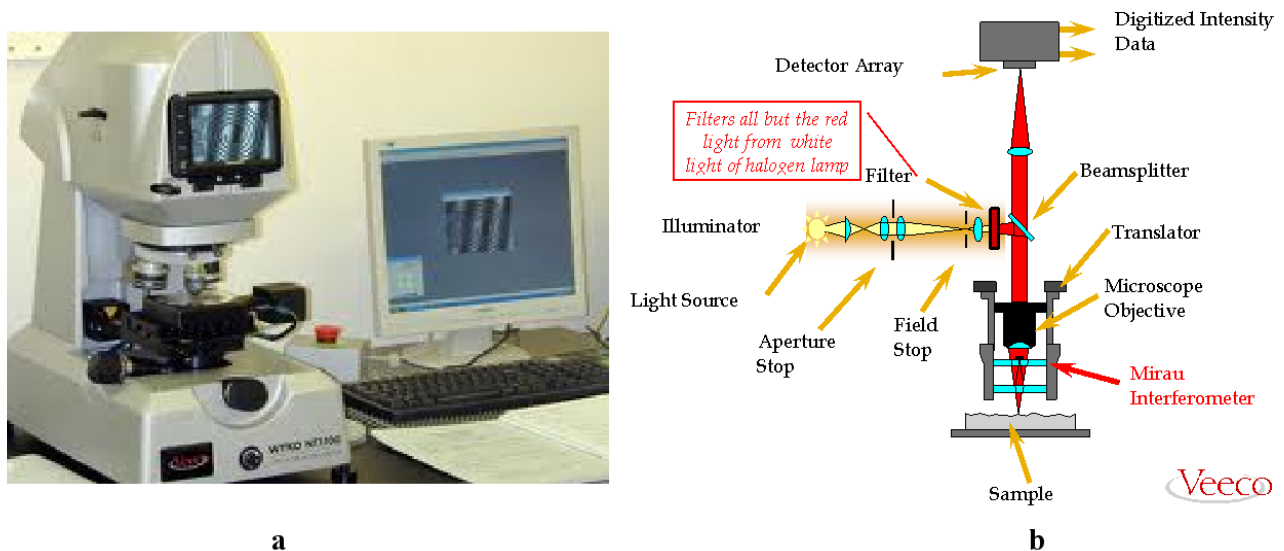 WYKO NT1100
Veeco
a
Digitized Intensity
Data
Detector Array
Filters all but the red
light from white
light of halogen lamp
Filter
Beamsplitter
Illuminator
Translator
Light Source
Microscope
Objective
Aperture
Stop
Field
Stop
Mirau
Interferometer
Sample
Veeco
b